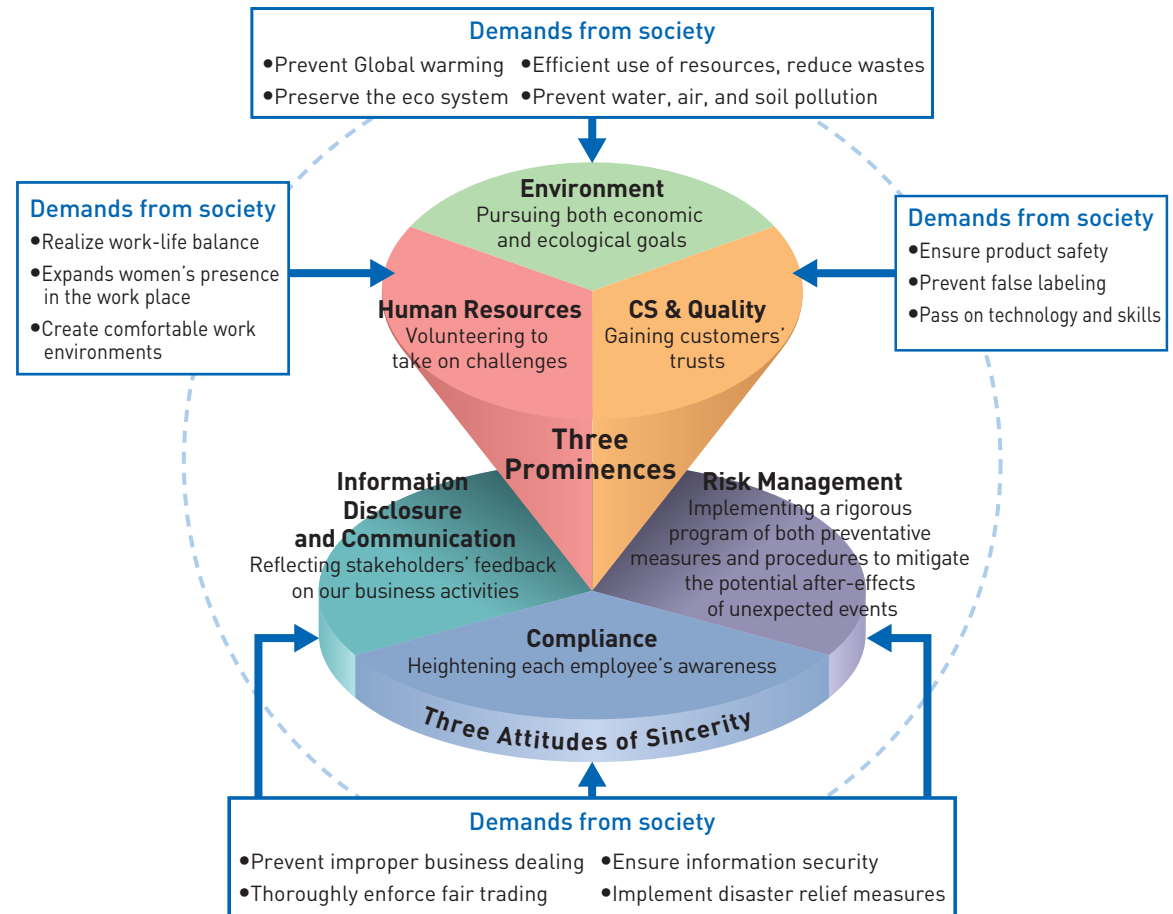 Demands from society
●Prevent Global warming ●Efficient use of resources, reduce wastes
●Preserve the eco system ●Prevent water, air, and soil pollution
Demands from society
●Realize work-life balance
●Expands women's presence
in the work place
●Create comfortable work
environments
Environment
Pursuing both economic
and ecological goals
Demands from society
●Ensure product safety
●Prevent false labeling
●Pass on technology and skills
Human Resources
Volunteering to
take on challenges
CS & Quality
Gaining customers'
trusts
Three
Prominences
Information
Disclosure
and Communication
Reflecting stakeholders' feedback
on our business activities
Risk Management
Implementing a rigorous
program of both preventative
measures and procedures to mitigate
the potential after-effects
of unexpected events
Compliance
Heightening each employee's awareness
Three Attitudes of Sincerity
Demands from society
●Prevent improper business dealing ●Ensure information security
●Thoroughly enforce fair trading ●Implement disaster relief measures